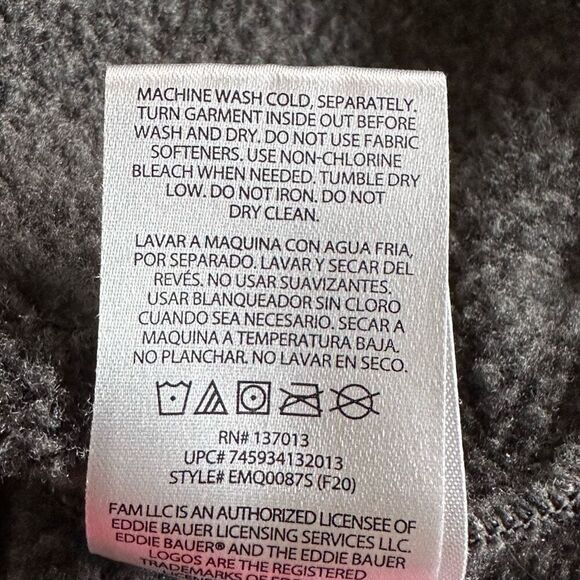 MACHINE WASH COLD, SEPARATELY.
TURN GARMENT INSIDE OUT BEFORE
WASH AND DRY. DO NOT USE FABRIC
SOFTENERS. USE NON-CHLORINE
BLEACH WHEN NEEDED. TUMBLE DRY
LOW. DO NOT IRON. DO NOT
DRY CLEAN.
LAVAR A MAQUINA CON AGUA FRIA,
POR SEPARADO. LAVAR Y SECAR DEL
REVÉS. NO USAR SUAVIZANTES.
USAR BLANQUEADOR SIN CLORO
CUANDO SEA NECESARIO. SECAR A
MAQUINA A TEMPERATURA BAJA.
NO PLANCHAR. NO LAVAR EN SECO.
RN# 137013
UPC# 745934132013
STYLE# EMQ0087S (F20)
FAM LLC IS AN AUTHORIZED LICENSEE OF
EDDIE BAUER LICENSING SERVICES LLC.
EDDIE BAUER® AND THE EDDIE BAUER
LOGOS ARE THE REGISTERED
TRADEMARKS OF